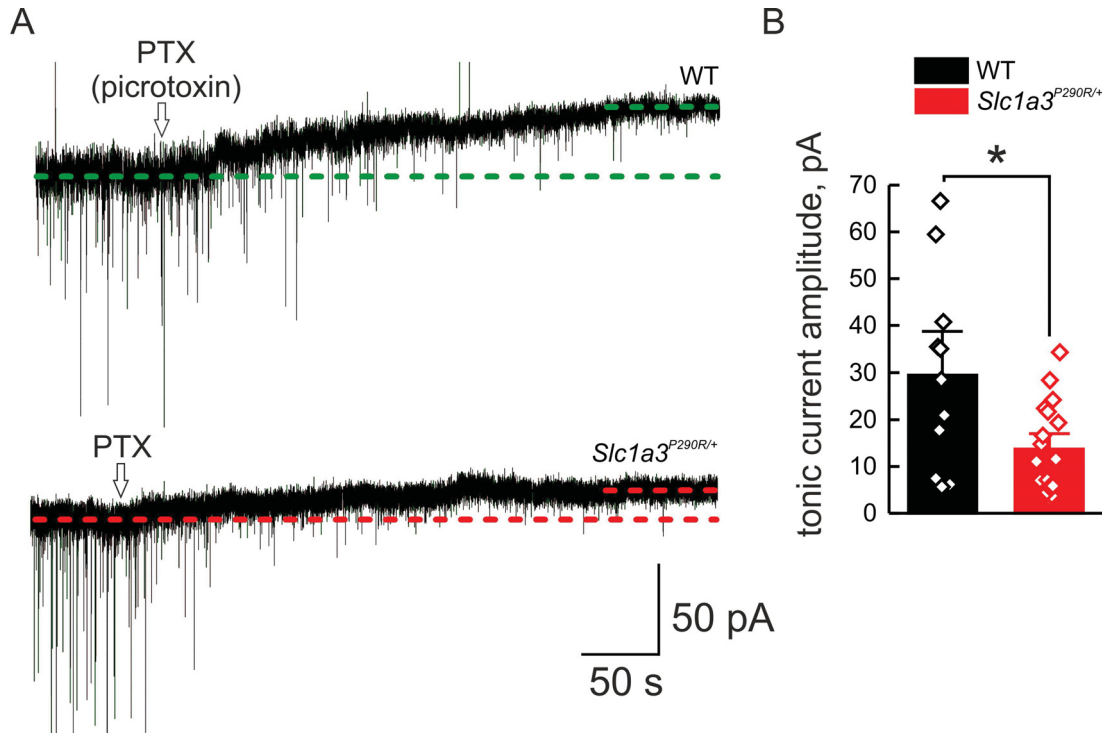 A
PTX
(picrotoxin)
WT
PTX
Slc1a3P290R/+
50 pA
50 s
B
WT
Slc1a3P290R/+
*
tonic current amplitude, pA
70
60
50
40
30
20
10
0